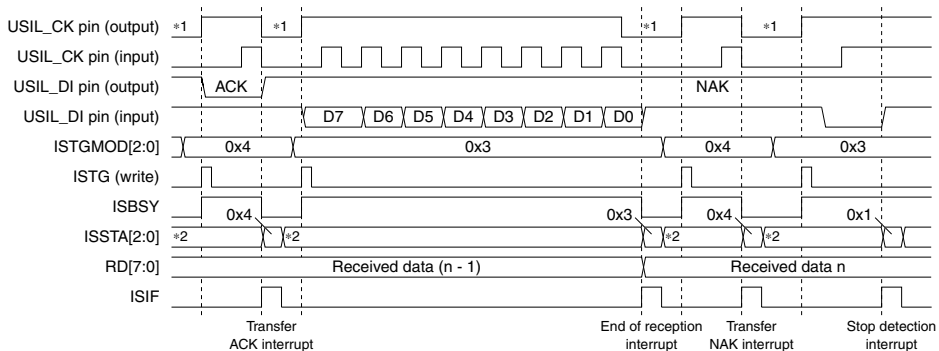 USIL_CK pin (output) *1 *1 *1 *1
USIL_CK pin (input)
USIL_DI pin (output) ACK NAK
USIL_DI pin (input) D7 D6 D5 D4 D3 D2 D1 D0
ISTGMOD[2:0] 0x4 0x3 0x4 0x3
ISTG (write)
ISBSY
0x4 0x3 0x4 0x1
ISSTA[2:0] *2 *2 *2 *2
RD[7:0] Received data (n - 1) Received data n
ISIF
Transfer ACK interrupt
End of reception interrupt
Transfer NAK interrupt
Stop detection interrupt